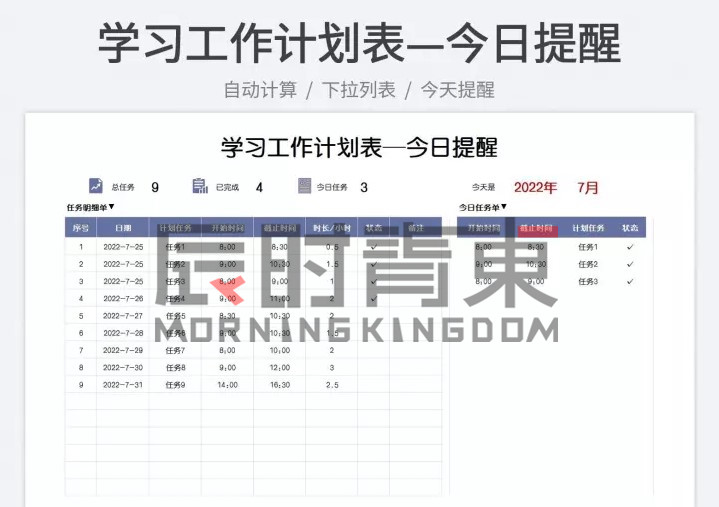 学习工作计划表—今日提醒
自动计算 / 下拉列表 / 今天提醒
学习工作计划表—今日提醒
总任务 9 已完成 4 今日任务 3 今天是 2022年 7月
任务明细单▼ 今日任务单▼
序号 日期 计划任务 开始时间 截止时间 时长/小时 状态 备注 开始时间 截止时间 计划任务 状态
1 2022-7-25 任务1 8:00 8:30 0.5 ✓ 8:00 8:30 任务1 ✓
2 2022-7-25 任务2 9:00 10:30 1.5 ✓ 9:00 10:30 任务2 ✓
3 2022-7-25 任务3 8:00 9:00 1 ✓ 8:00 9:00 任务3 ✓
4 2022-7-26 任务4 9:00 11:00 2 ✓
5 2022-7-27 任务5 8:30 10:30 2
6 2022-7-28 任务6 9:00 10:30 1.5
7 2022-7-29 任务7 8:00 10:00 2
8 2022-7-30 任务8 9:00 12:00 3
9 2022-7-31 任务9 14:00 16:30 2.5
辰时青東
MORNINGKINGDOM